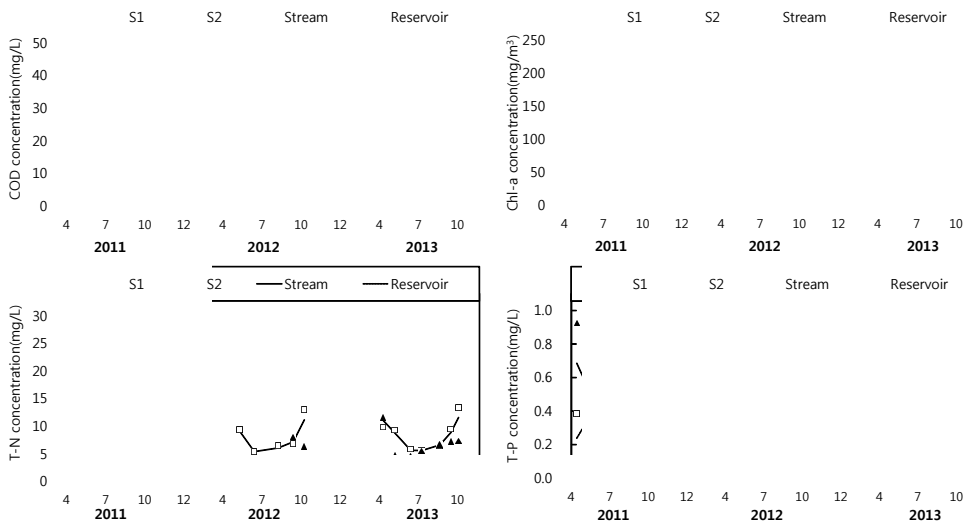 S1 S2 Stream Reservoir
COD concentration(mg/L)
50
40
30
20
10
0
4 7 10 12 4 7 10 12 4 7 10
2011 2012 2013
S1 S2 Stream Reservoir
Chl-a concentration(mg/m³)
250
200
150
100
50
0
4 7 10 12 4 7 10 12 4 7 10
2011 2012 2013
S1 S2 Stream Reservoir
T-N concentration(mg/L)
30
25
20
15
10
5
0
4 7 10 12 4 7 10 12 4 7 10
2011 2012 2013
S1 S2 Stream Reservoir
T-P concentration(mg/L)
1.0
0.8
0.6
0.4
0.2
0.0
4 7 10 12 4 7 10 12 4 7 10
2011 2012 2013